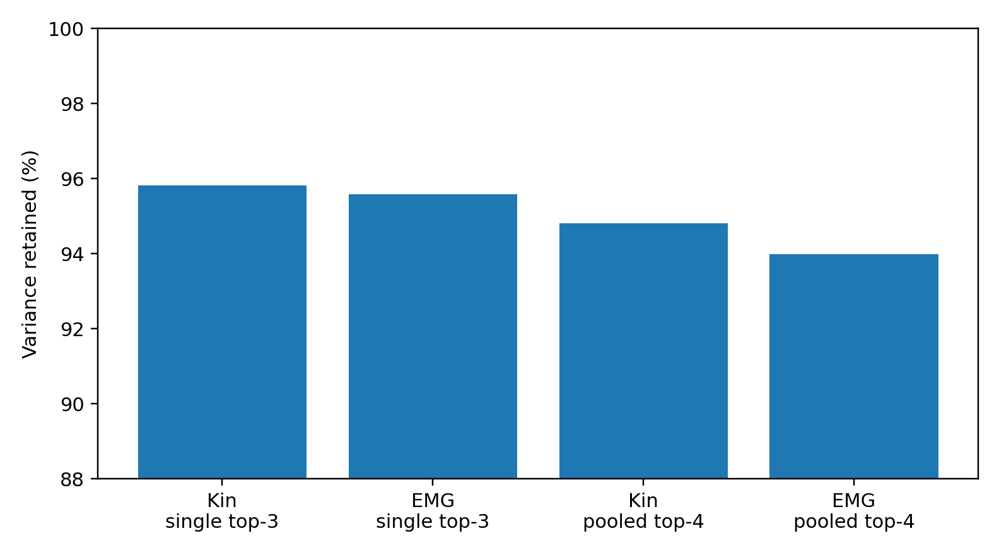 100
98
96
94
92
90
88
Variance retained (%)
Kin
single top-3
EMG
single top-3
Kin
pooled top-4
EMG
pooled top-4